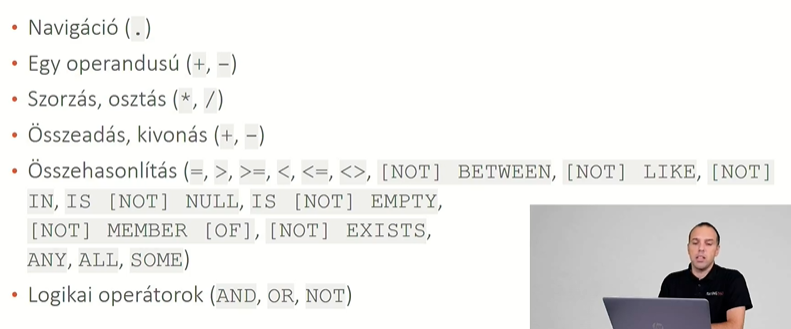 • Navigáció (.)
• Egy operandusú (+, -)
• Szorzás, osztás (*, /)
• Összeadás, kivonás (+, -)
• Összehasonlítás (=, >, >=, <, <=, <>, [NOT] BETWEEN, [NOT] LIKE, [NOT]
IN, IS [NOT] NULL, IS [NOT] EMPTY,
[NOT] MEMBER [OF], [NOT] EXISTS,
ANY, ALL, SOME)
• Logikai operátorok (AND, OR, NOT)